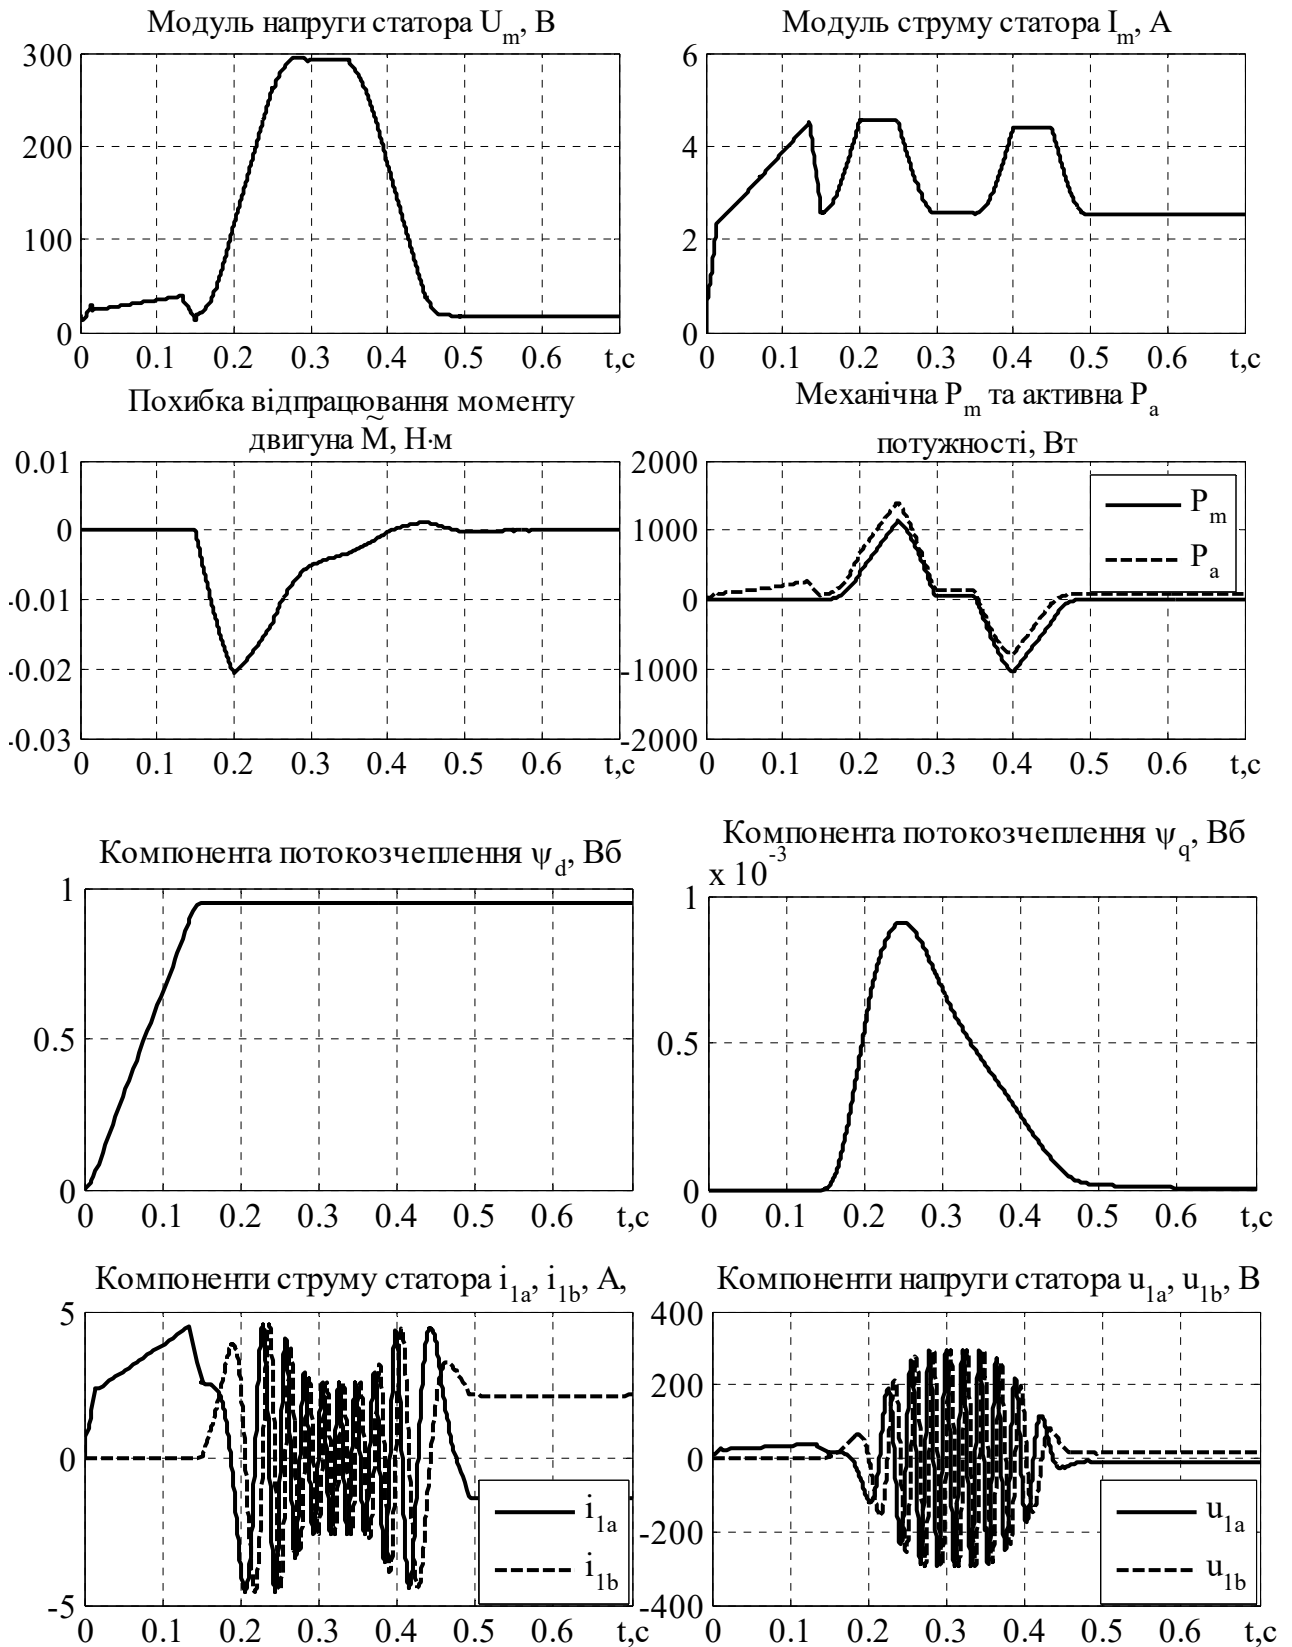 Модуль напруги статора U_m, В
300
200
100
0
0 0.1 0.2 0.3 0.4 0.5 0.6 t,c
Модуль струму статора I_m, А
6
4
2
0
0 0.1 0.2 0.3 0.4 0.5 0.6 t,c
Похибка відпрацювання моменту
двигуна M̃, Н·м
0.01
0
-0.01
-0.02
-0.03
0 0.1 0.2 0.3 0.4 0.5 0.6 t,c
Механічна P_m та активна P_a
потужності, Вт
2000
1000
0
-1000
-2000
P_m
P_a
0 0.1 0.2 0.3 0.4 0.5 0.6 t,c
Компонента потокозчеплення ψ_d, Вб
1
0.5
0
0 0.1 0.2 0.3 0.4 0.5 0.6 t,c
Компонента потокозчеплення ψ_q, Вб
x 10^-3
1
0.5
0
0 0.1 0.2 0.3 0.4 0.5 0.6 t,c
Компоненти струму статора i_1a, i_1b, А,
5
0
-5
i_1a
i_1b
0 0.1 0.2 0.3 0.4 0.5 0.6 t,c
Компоненти напруги статора u_1a, u_1b, В
400
200
0
-200
-400
u_1a
u_1b
0 0.1 0.2 0.3 0.4 0.5 0.6 t,c